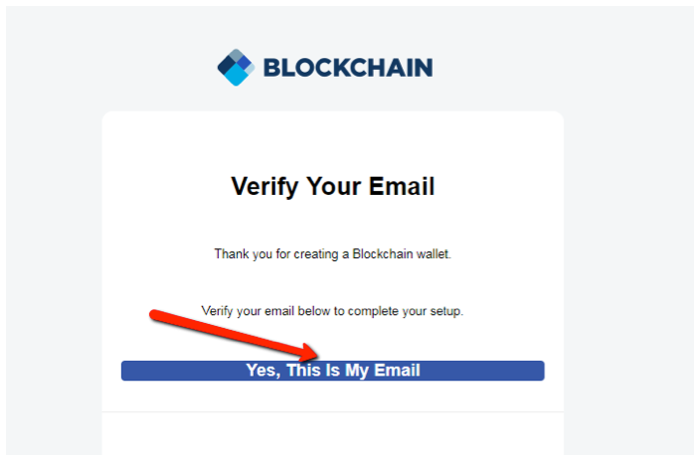 BLOCKCHAIN
Verify Your Email
Thank you for creating a Blockchain wallet.
Verify your email below to complete your setup.
Yes, This Is My Email